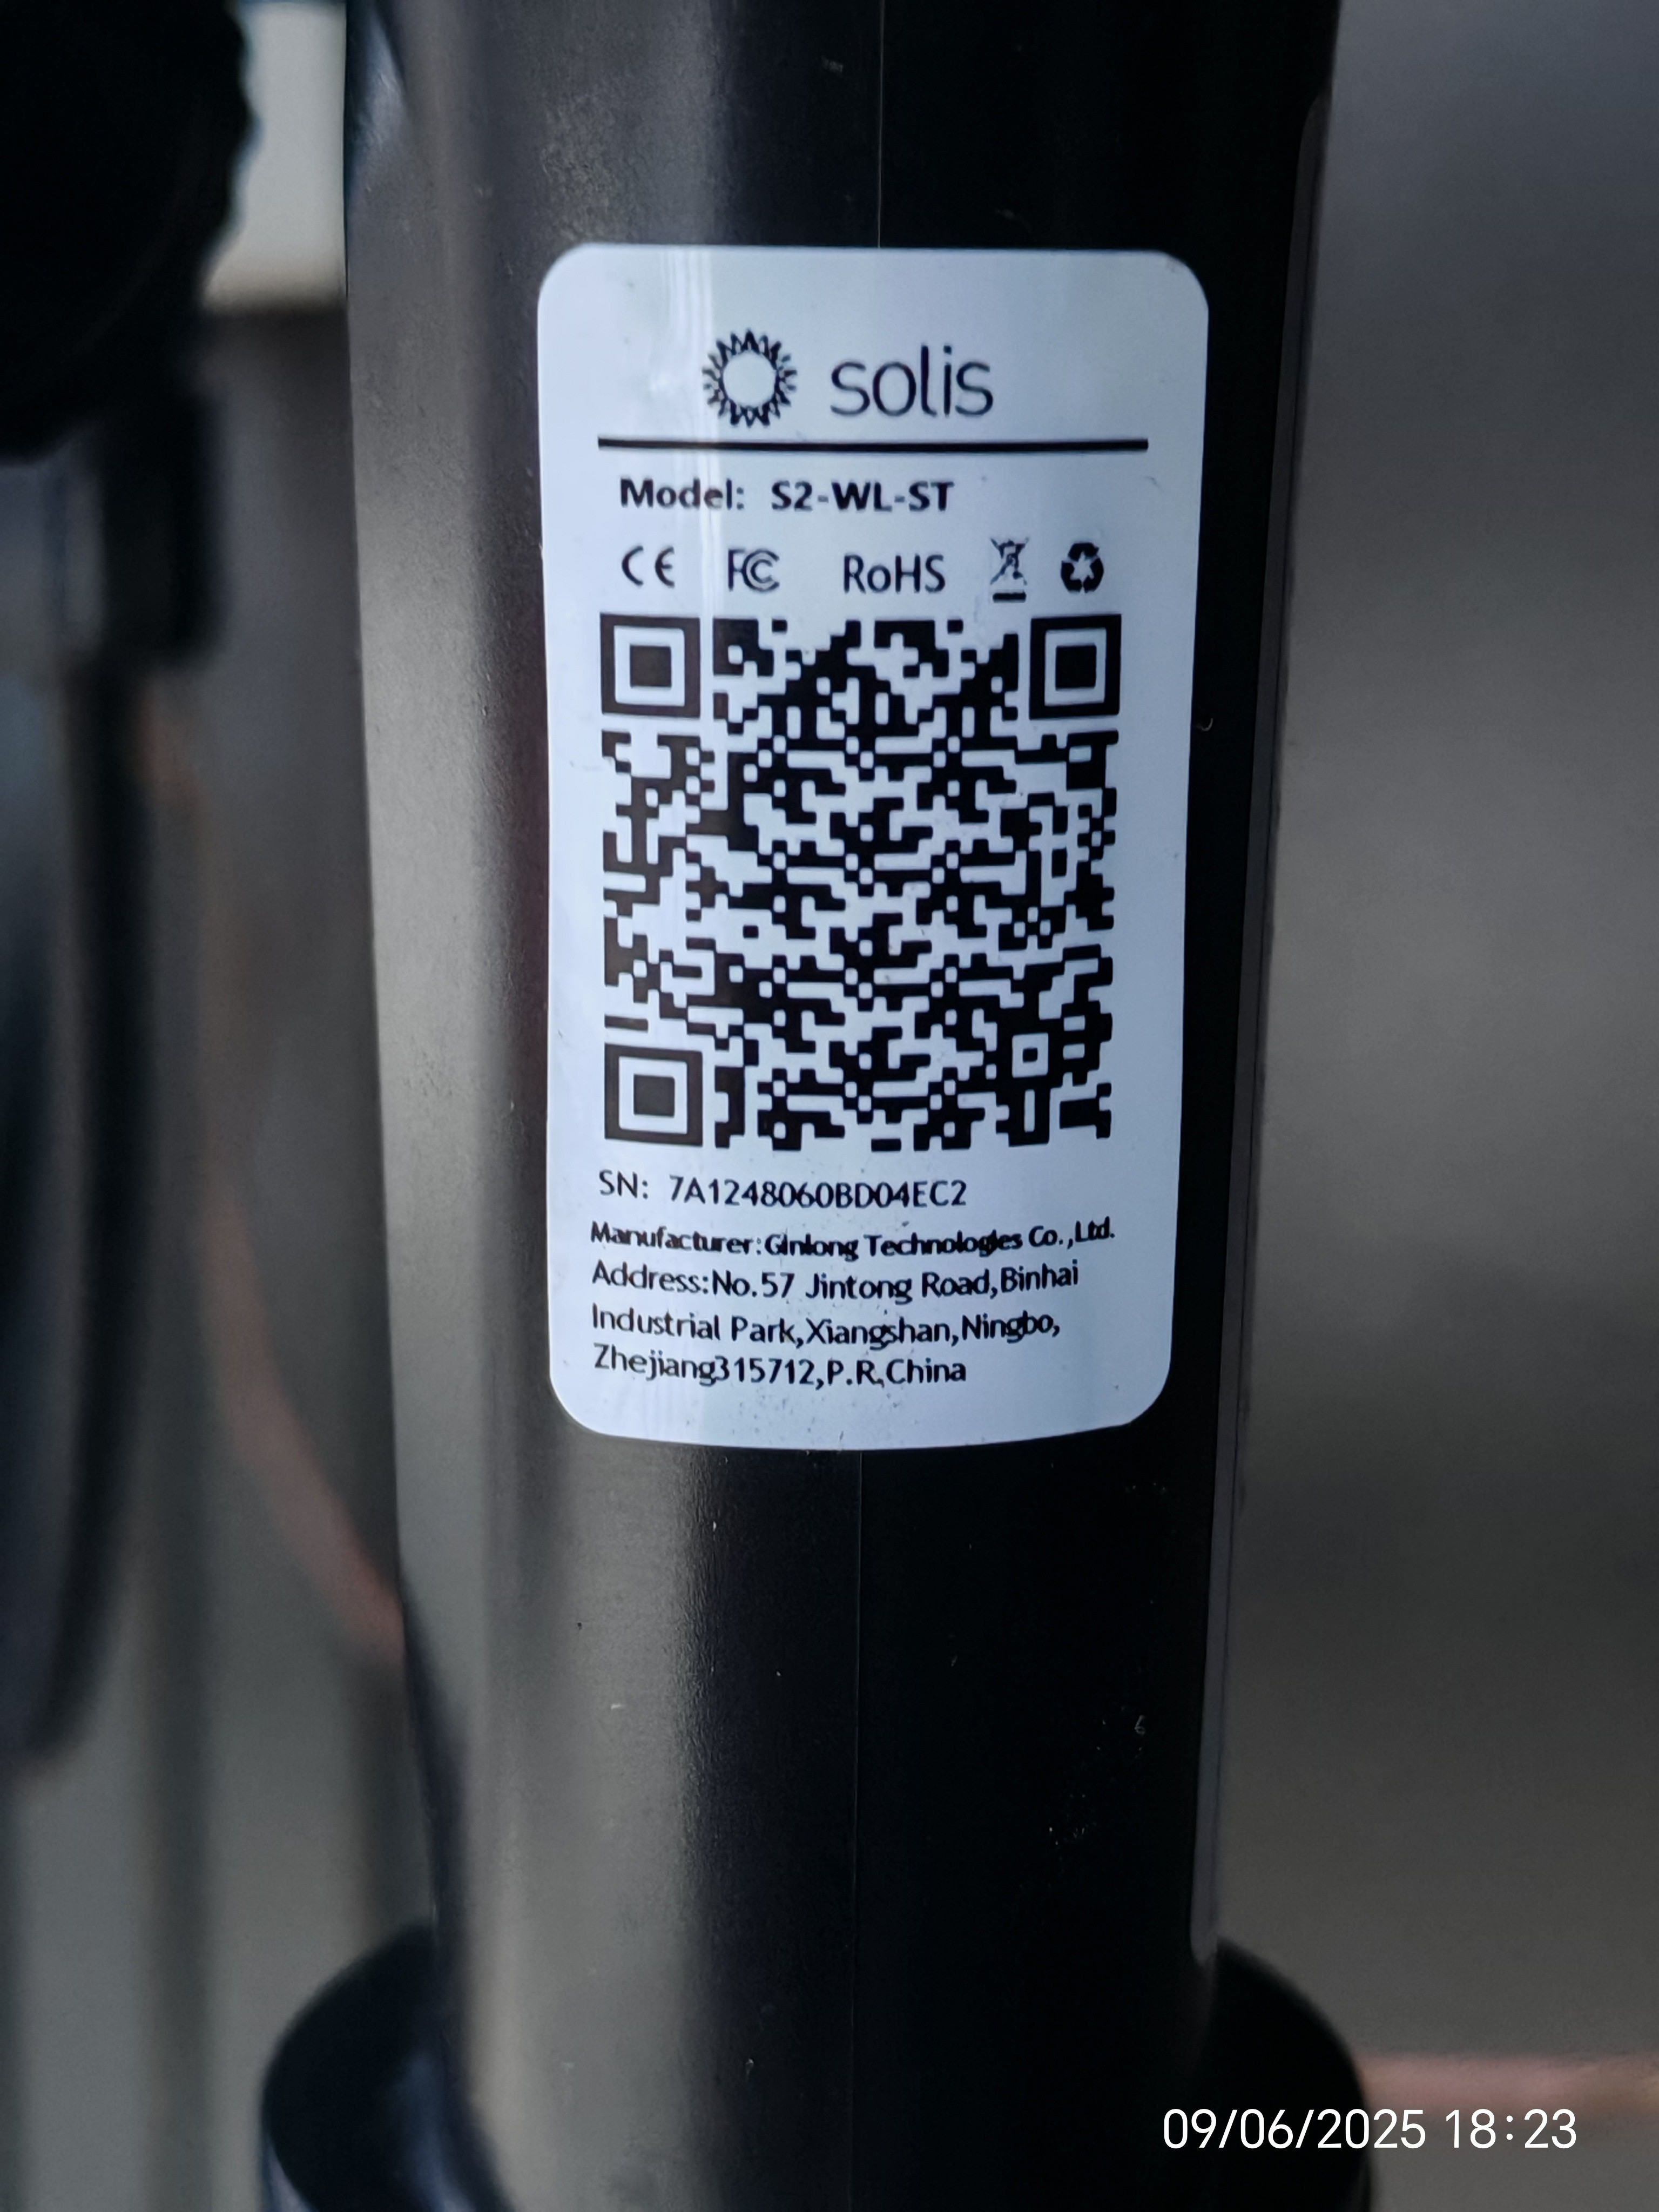 solis
Model: S2-WL-ST
CE FC RoHS
SN: 7A1248060BD04EC2
Manufacturer:Ginlong Technologies Co.,Ltd.
Address:No.57 Jintong Road,Binhai
Industrial Park,Xiangshan,Ningbo,
Zhejiang315712,P.R,China
09/06/2025 18:23